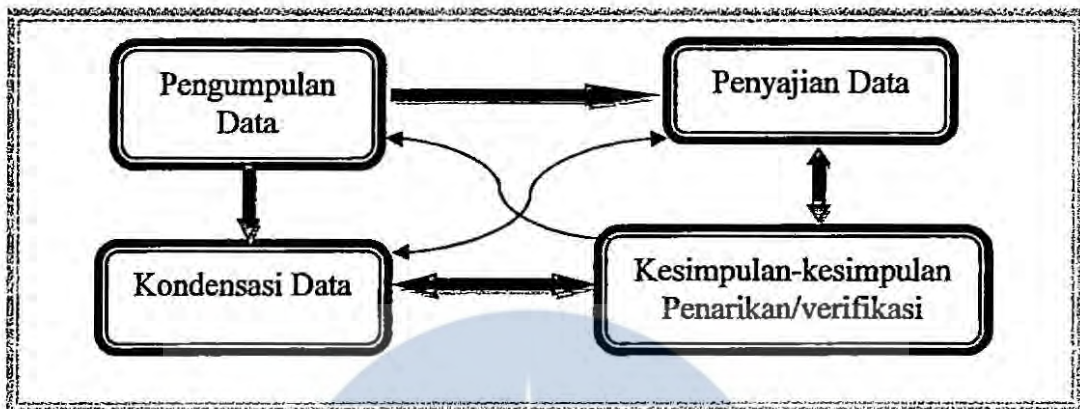 Pengumpulan
Data
Penyajian Data
Kondensasi Data
Kesimpulan-kesimpulan
Penarikan/verifikasi